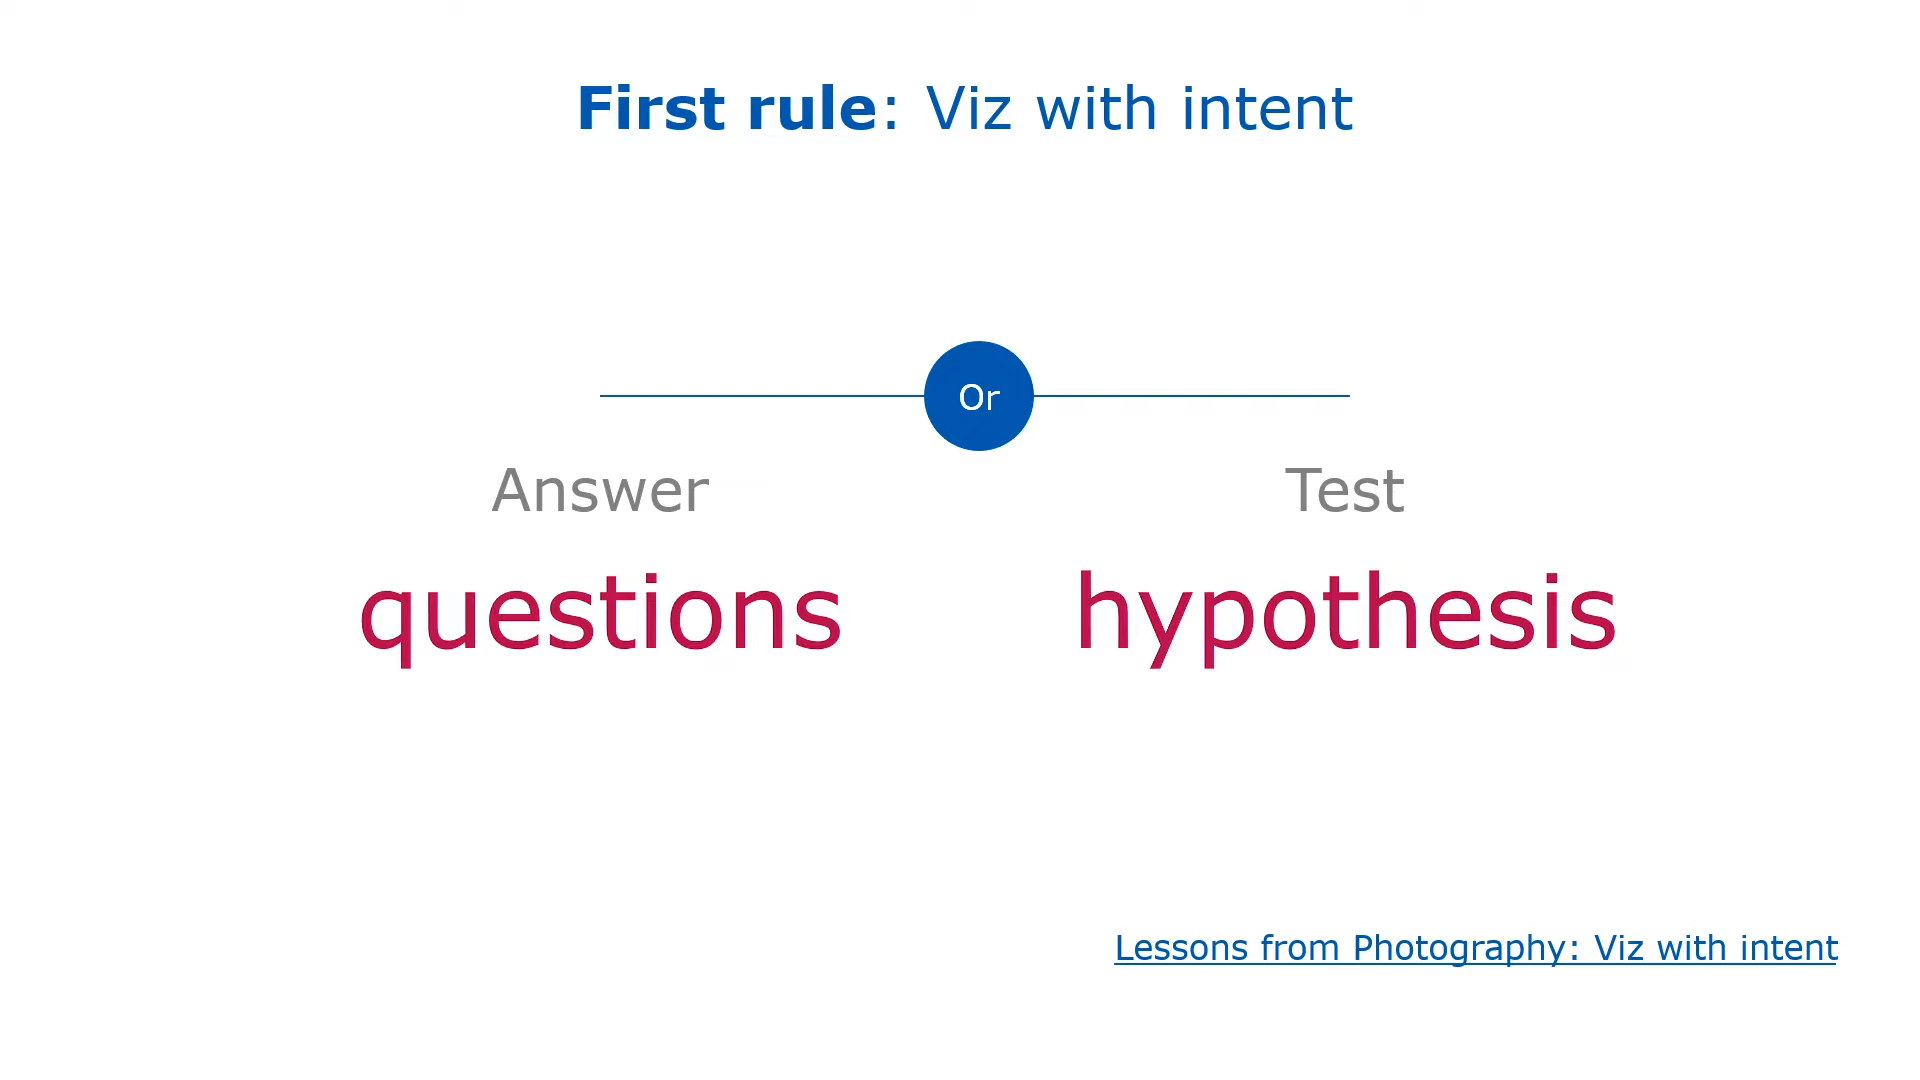 First rule: Viz with intent
Or
Answer
questions
Test
hypothesis
Lessons from Photography: Viz with intent